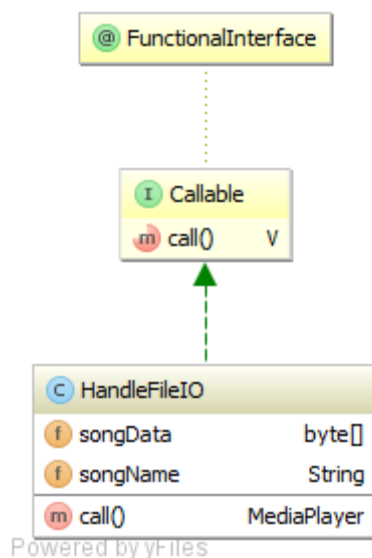 @ FunctionalInterface
I Callable
m call() V
C HandleFileIO
f songData byte[]
f songName String
m call() MediaPlayer
Powered by yFiles